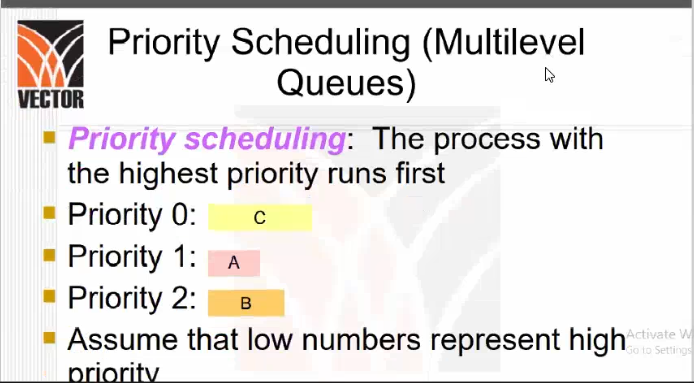 Priority Scheduling (Multilevel
Queues)
VECTOR
Priority scheduling: The process with
the highest priority runs first
Priority 0: C
Priority 1: A
Priority 2: B
Assume that low numbers represent high
priority
Activate W
Go to Settings